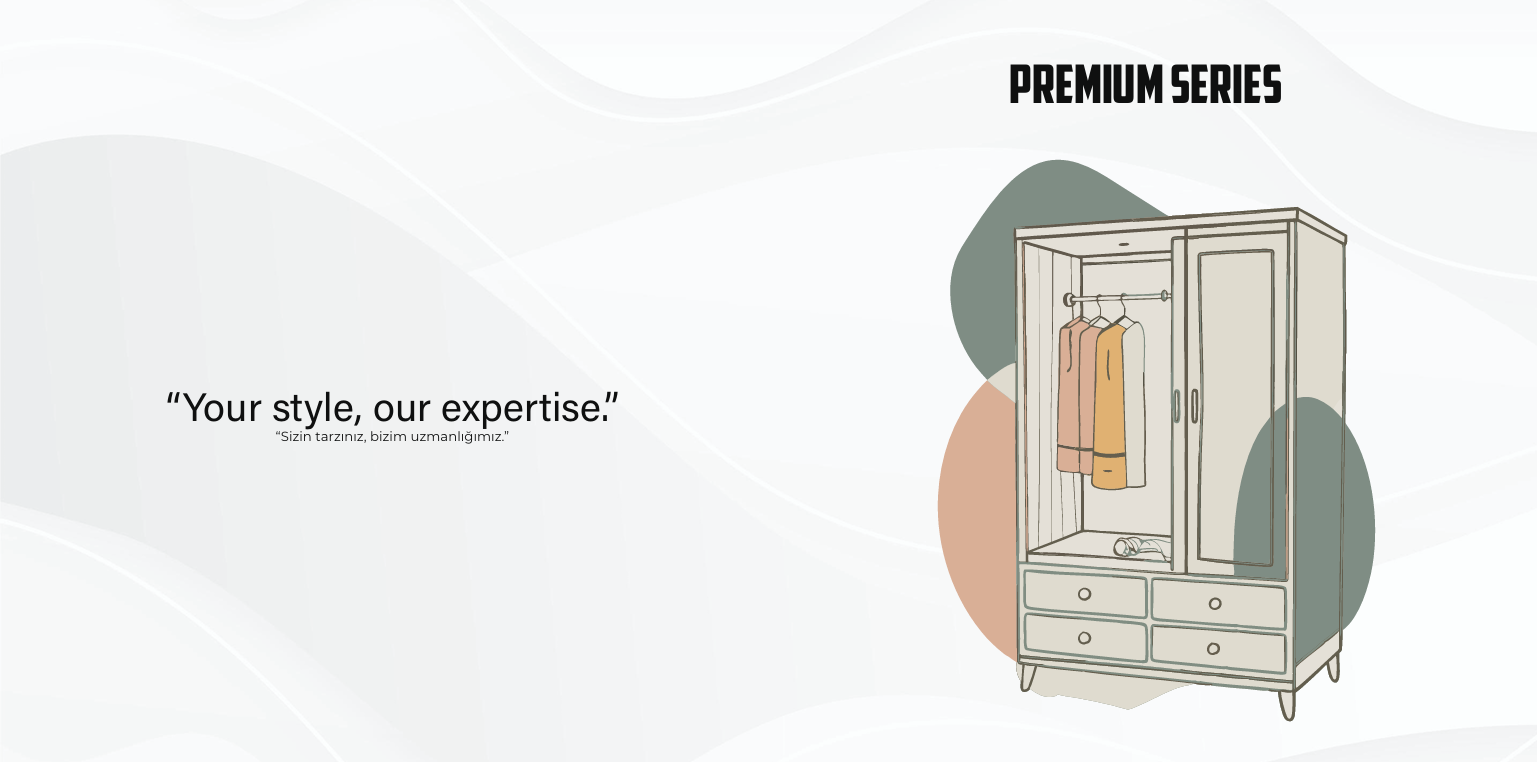 PREMIUM SERIES
“Your style, our expertise.”
“Sizin tarzınız, bizim uzmanlığımız.”